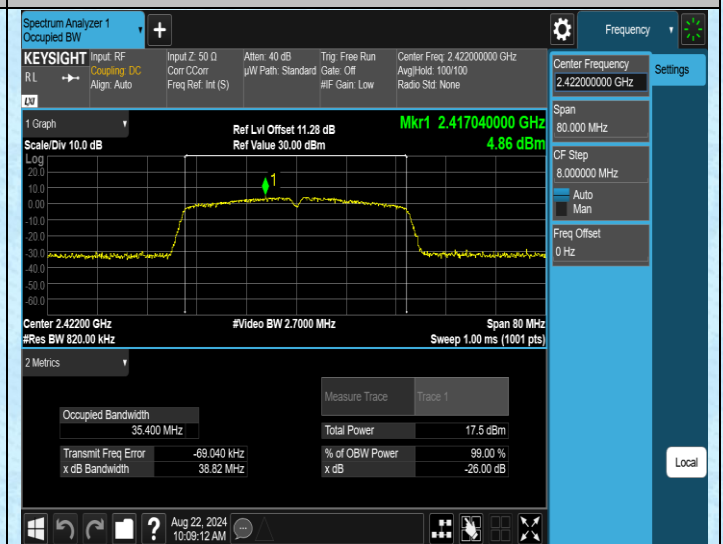 Spectrum Analyzer 1
Occupied BW
+
Frequency
KEYSIGHT
R L
LXI
Input: RF
Coupling: DC
Align: Auto
Input Z: 50 Ω
Corr CCorr
Freq Ref: Int (S)
Atten: 40 dB
µW Path: Standard
Trig: Free Run
Gate: Off
#IF Gain: Low
Center Freq: 2.422000000 GHz
Avg|Hold: 100/100
Radio Std: None
Center Frequency
2.422000000 GHz
Settings
Span
80.000 MHz
CF Step
8.000000 MHz
Auto
Man
Freq Offset
0 Hz
1 Graph
Scale/Div 10.0 dB
Ref Lvl Offset 11.28 dB
Ref Value 30.00 dBm
Mkr1 2.417040000 GHz
4.86 dBm
Log
20.0
10.0
0.00
-10.0
-20.0
-30.0
-40.0
-50.0
-60.0
1
Center 2.42200 GHz
#Res BW 820.00 kHz
#Video BW 2.7000 MHz
Span 80 MHz
Sweep 1.00 ms (1001 pts)
2 Metrics
Measure Trace
Trace 1
Occupied Bandwidth
35.400 MHz
Total Power
17.5 dBm
Transmit Freq Error
-69.040 kHz
% of OBW Power
99.00 %
x dB Bandwidth
38.82 MHz
x dB
-26.00 dB
Local
?
Aug 22, 2024
10:09:12 AM